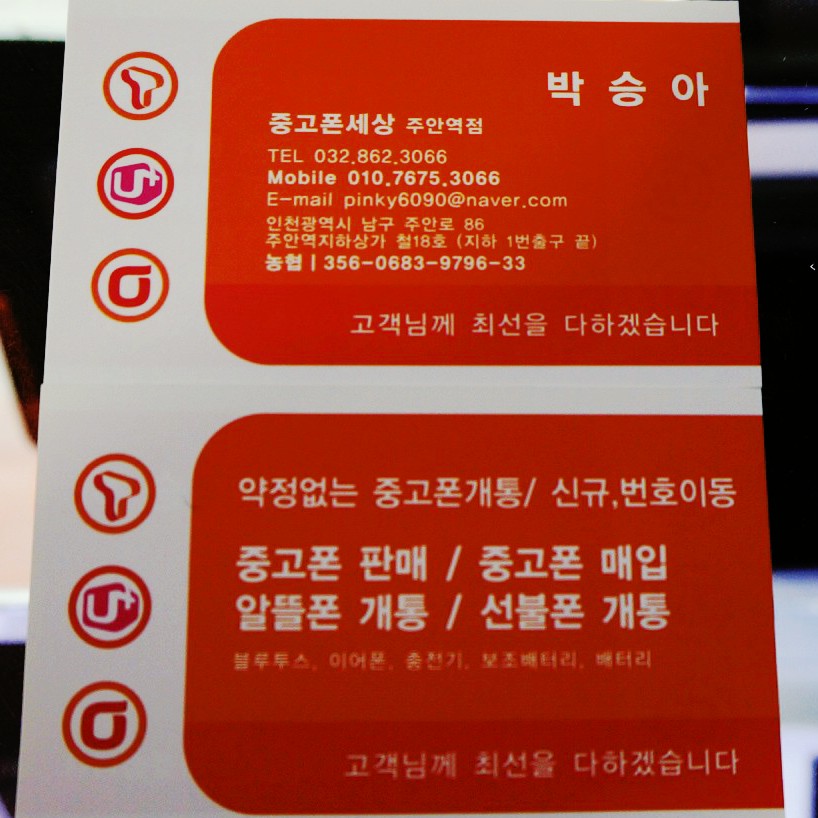 박 승 아
중고폰세상 주안역점
TEL 032.862.3066
Mobile 010.7675.3066
E-mail pinky6090@naver.com
인천광역시 남구 주안로 86
주안역지하상가 철18호 (지하 1번출구 끝)
농협 | 356-0683-9796-33
고객님께 최선을 다하겠습니다
약정없는 중고폰개통/ 신규,번호이동
중고폰 판매 / 중고폰 매입
알뜰폰 개통 / 선불폰 개통
블루투스, 이어폰, 충전기, 보조배터리, 배터리
고객님께 최선을 다하겠습니다
U+
U+